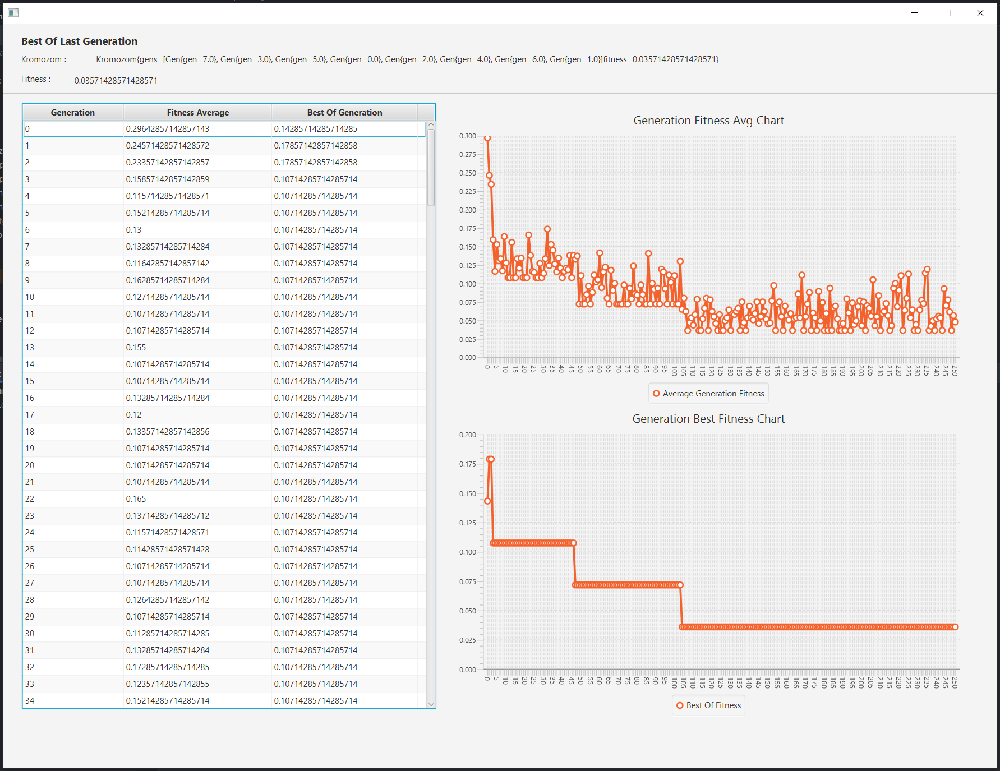 Best Of Last Generation
Kromozom : Kromozom{gens=[Gen{gen=7.0}, Gen{gen=3.0}, Gen{gen=5.0}, Gen{gen=0.0}, Gen{gen=2.0}, Gen{gen=4.0}, Gen{gen=6.0}, Gen{gen=1.0}]fitness=0.03571428571428571}
Fitness : 0.03571428571428571
Generation Fitness Average Best Of Generation
0 0.29642857142857143 0.14285714285714285
1 0.24571428571428572 0.17857142857142858
2 0.23357142857142857 0.17857142857142858
3 0.15857142857142859 0.10714285714285714
4 0.11571428571428571 0.10714285714285714
5 0.15214285714285714 0.10714285714285714
6 0.13 0.10714285714285714
7 0.13285714285714284 0.10714285714285714
8 0.11642857142857142 0.10714285714285714
9 0.16285714285714284 0.10714285714285714
10 0.12714285714285714 0.10714285714285714
11 0.10714285714285714 0.10714285714285714
12 0.10714285714285714 0.10714285714285714
13 0.155 0.10714285714285714
14 0.10714285714285714 0.10714285714285714
15 0.10714285714285714 0.10714285714285714
16 0.13285714285714284 0.10714285714285714
17 0.12 0.10714285714285714
18 0.13357142857142856 0.10714285714285714
19 0.10714285714285714 0.10714285714285714
20 0.10714285714285714 0.10714285714285714
21 0.10714285714285714 0.10714285714285714
22 0.165 0.10714285714285714
23 0.13714285714285712 0.10714285714285714
24 0.11571428571428571 0.10714285714285714
25 0.11428571428571428 0.10714285714285714
26 0.10714285714285714 0.10714285714285714
27 0.10714285714285714 0.10714285714285714
28 0.12642857142857142 0.10714285714285714
29 0.10714285714285714 0.10714285714285714
30 0.11285714285714285 0.10714285714285714
31 0.13285714285714284 0.10714285714285714
32 0.17285714285714285 0.10714285714285714
33 0.12357142857142855 0.10714285714285714
34 0.15214285714285714 0.10714285714285714
Generation Fitness Avg Chart
0.300
0.275
0.250
0.225
0.200
0.175
0.150
0.125
0.100
0.075
0.050
0.025
0.000
0 5 10 15 20 25 30 35 40 45 50 55 60 65 70 75 80 85 90 95 100 105 110 115 120 125 130 135 140 145 150 155 160 165 170 175 180 185 190 195 200 205 210 215 220 225 230 235 240 245 250
Average Generation Fitness
Generation Best Fitness Chart
0.200
0.175
0.150
0.125
0.100
0.075
0.050
0.025
0.000
0 5 10 15 20 25 30 35 40 45 50 55 60 65 70 75 80 85 90 95 100 105 110 115 120 125 130 135 140 145 150 155 160 165 170 175 180 185 190 195 200 205 210 215 220 225 230 235 240 245 250
Best Of Fitness